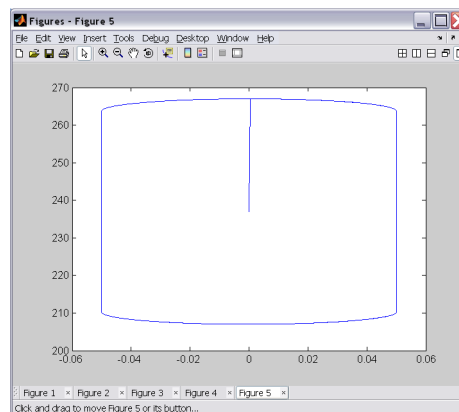 Figures - Figure 5
File Edit View Insert Tools Debug Desktop Window Help
270
260
250
240
230
220
210
200
-0.06 -0.04 -0.02 0 0.02 0.04 0.06
Figure 1 × Figure 2 × Figure 3 × Figure 4 × Figure 5 ×
Click and drag to move Figure 5 or its button...